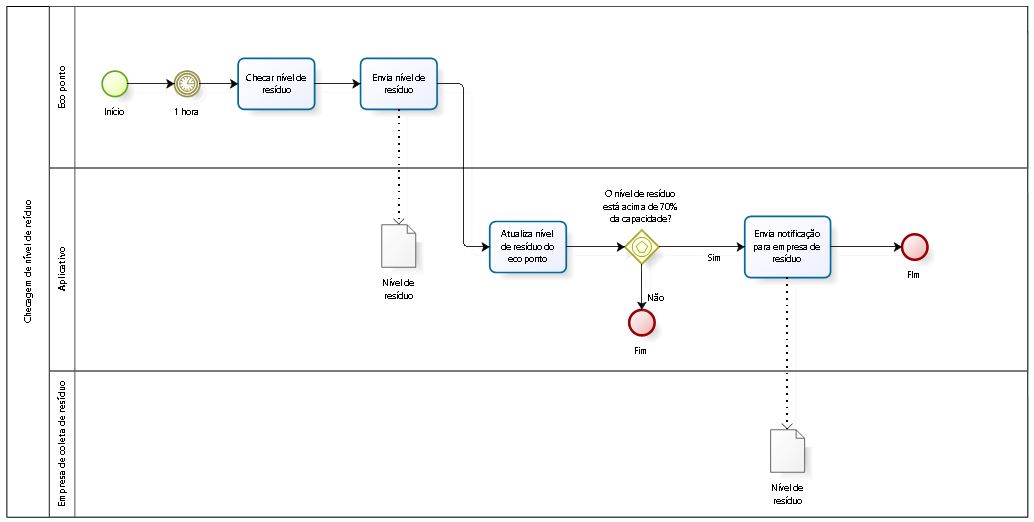 Checagem de nível de reíduo
Eco ponto
Início
1 hora
Checar nível de
resíduo
Envia nível de
resíduo
Aplicativo
Nível de
resíduo
Atualiza nível
de resíduo do
eco ponto
O nível de resíduo
está acima de 70%
da capacidade?
Sim
Não
Fim
Envia notificação
para empresa de
resíduo
FIm
Empresa de coleta de resíduo
Nível de
resíduo